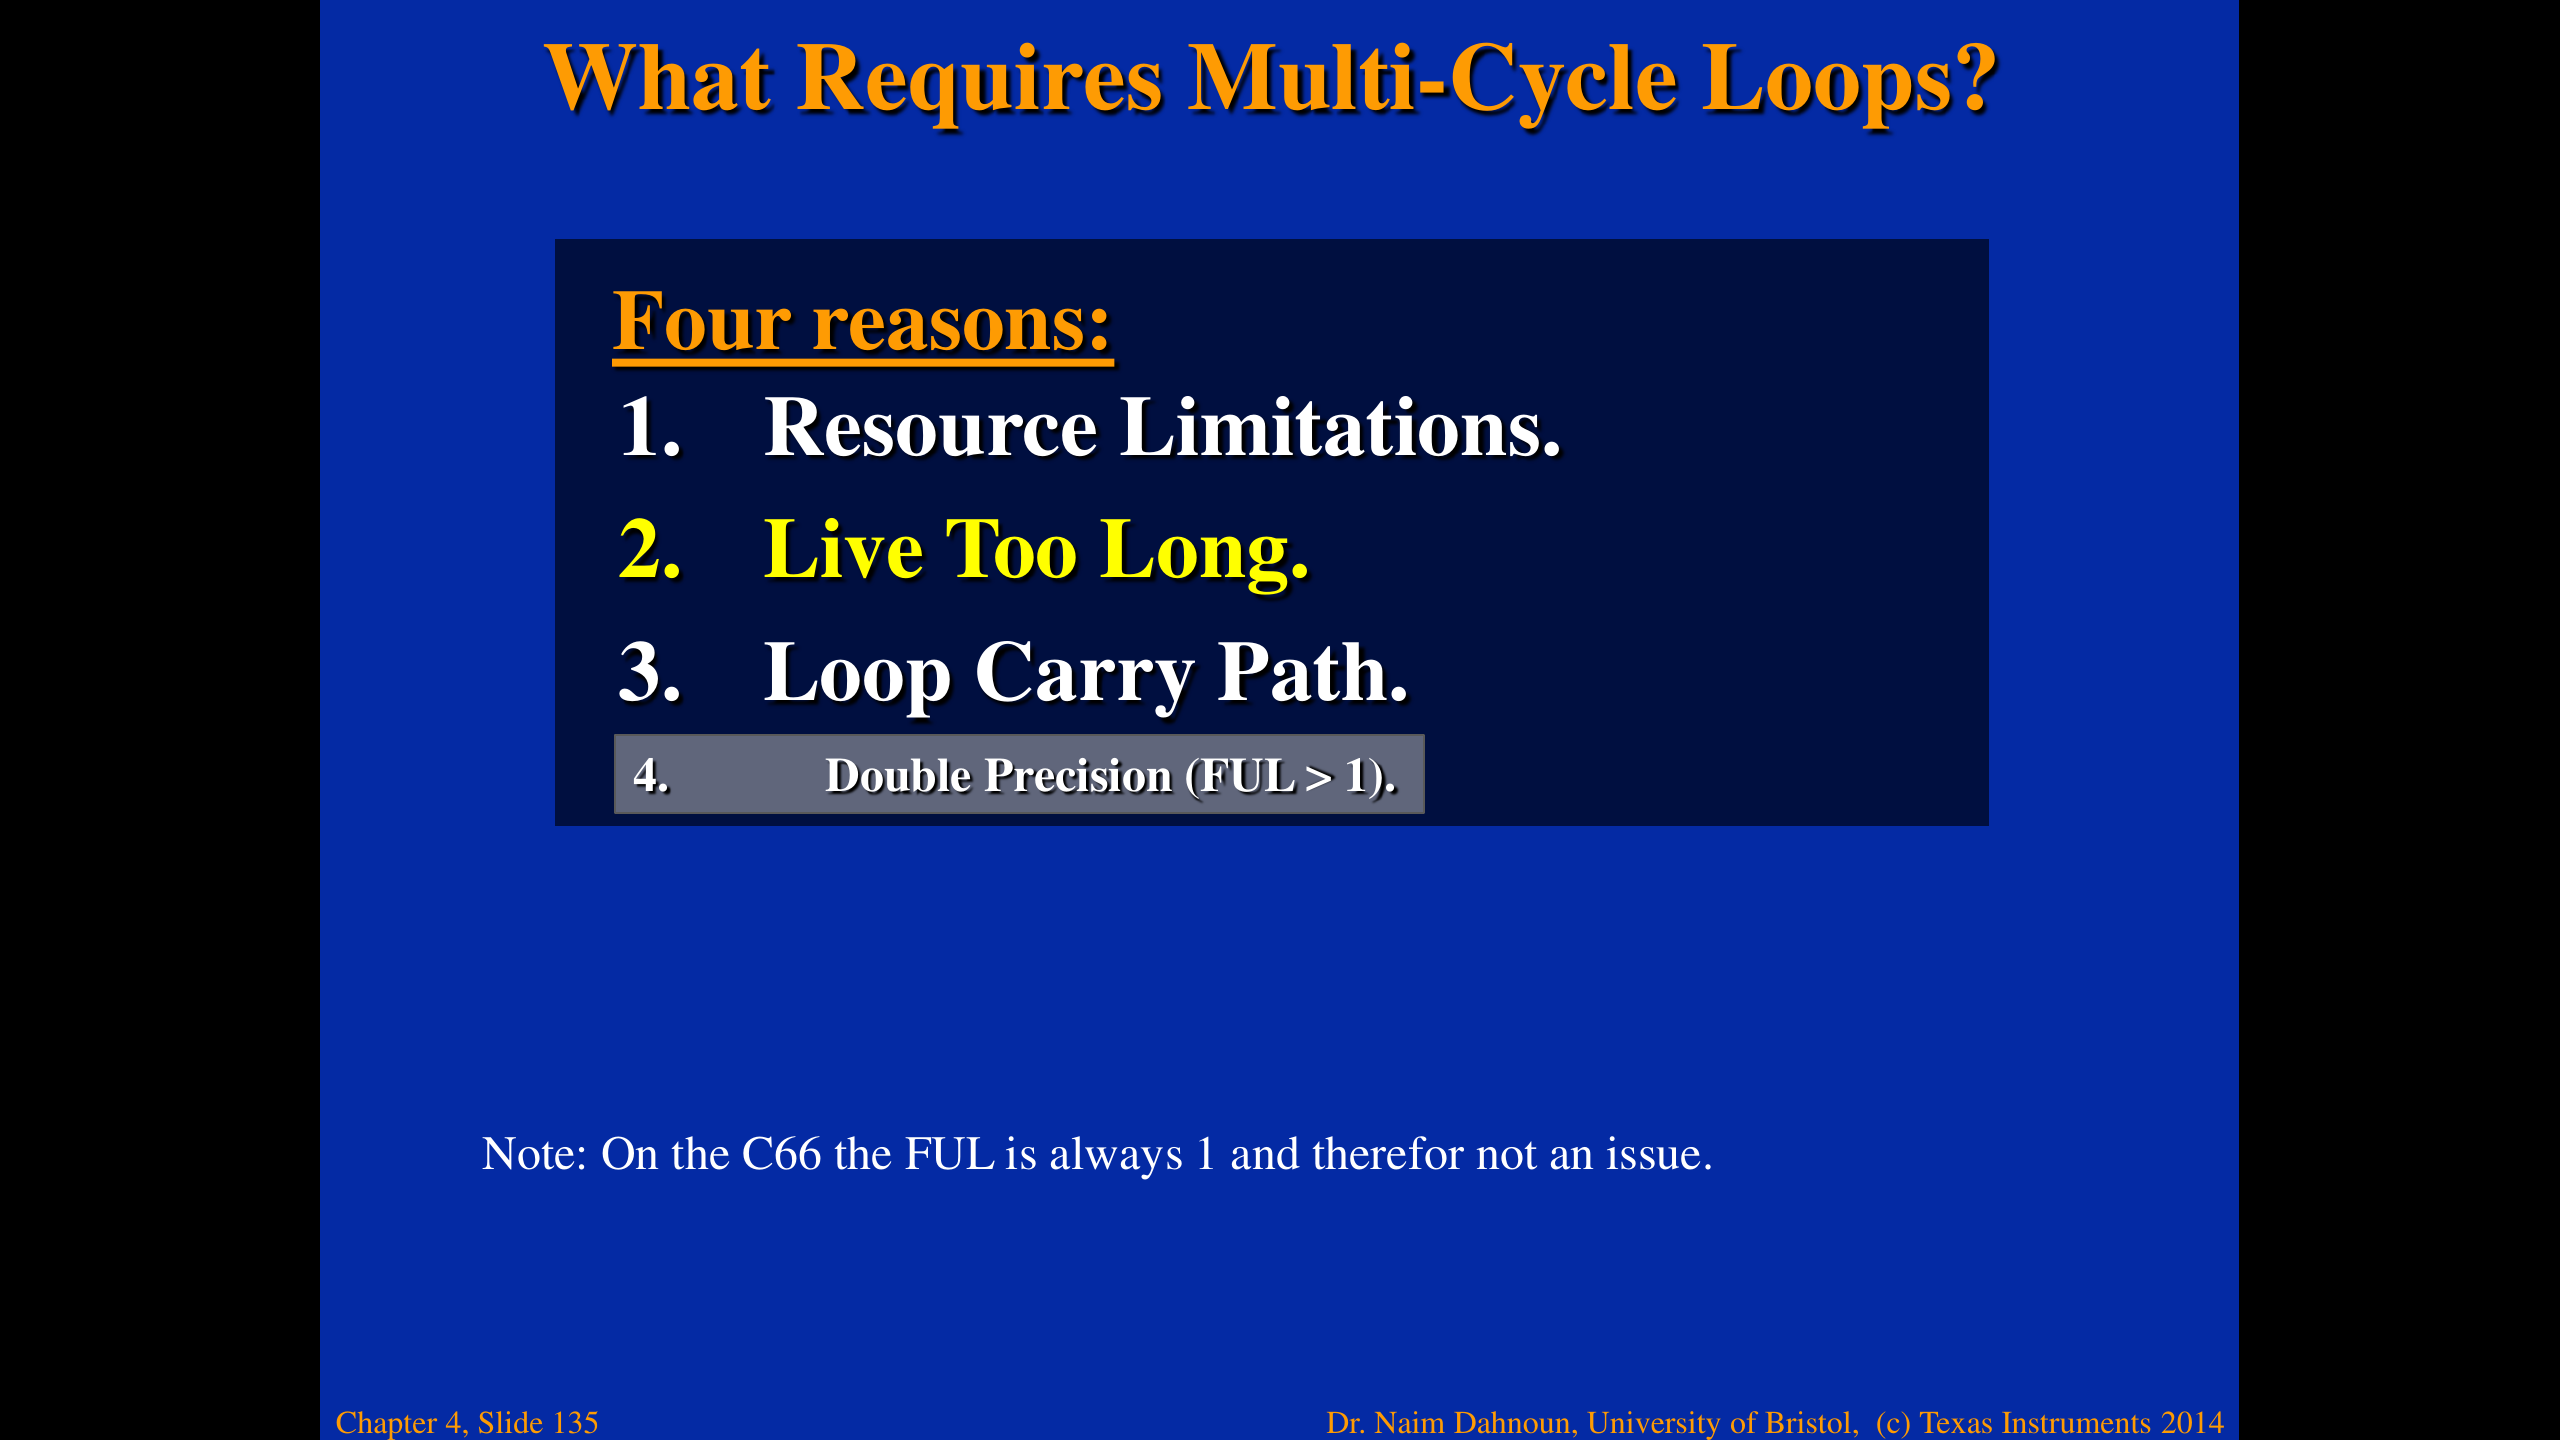 What Requires Multi-Cycle Loops?
Four reasons:
1. Resource Limitations.
2. Live Too Long.
3. Loop Carry Path.
4. Double Precision (FUL > 1).
Note: On the C66 the FUL is always 1 and therefor not an issue.
Chapter 4, Slide 135
Dr. Naim Dahnoun, University of Bristol, (c) Texas Instruments 2014